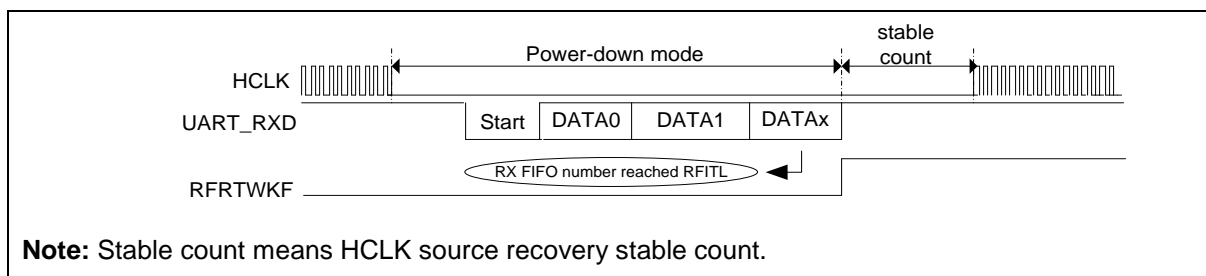 stable
count
Power-down mode
HCLK
UART_RXD
Start DATA0 DATA1 DATAx
RX FIFO number reached RFITL
RFRTWKF
Note: Stable count means HCLK source recovery stable count.